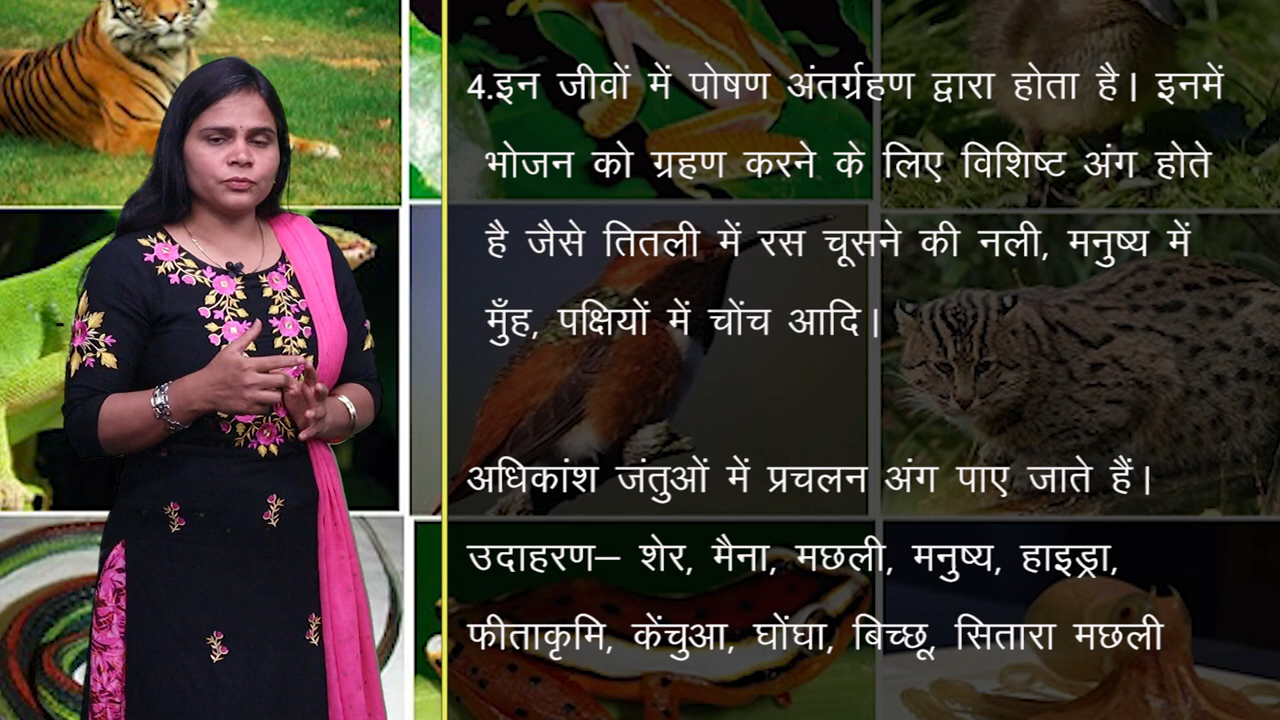 4.इन जीवों में पोषण अंतर्ग्रहण द्वारा होता है। इनमें
भोजन को ग्रहण करने के लिए विशिष्ट अंग होते
है जैसे तितली में रस चूसने की नली, मनुष्य में
मुँह, पक्षियों में चोंच आदि।
अधिकांश जंतुओं में प्रचलन अंग पाए जाते हैं।
उदाहरण– शेर, मैना, मछली, मनुष्य, हाइड्रा,
फीताकृमि, केंचुआ, घोंघा, बिच्छू, सितारा मछली